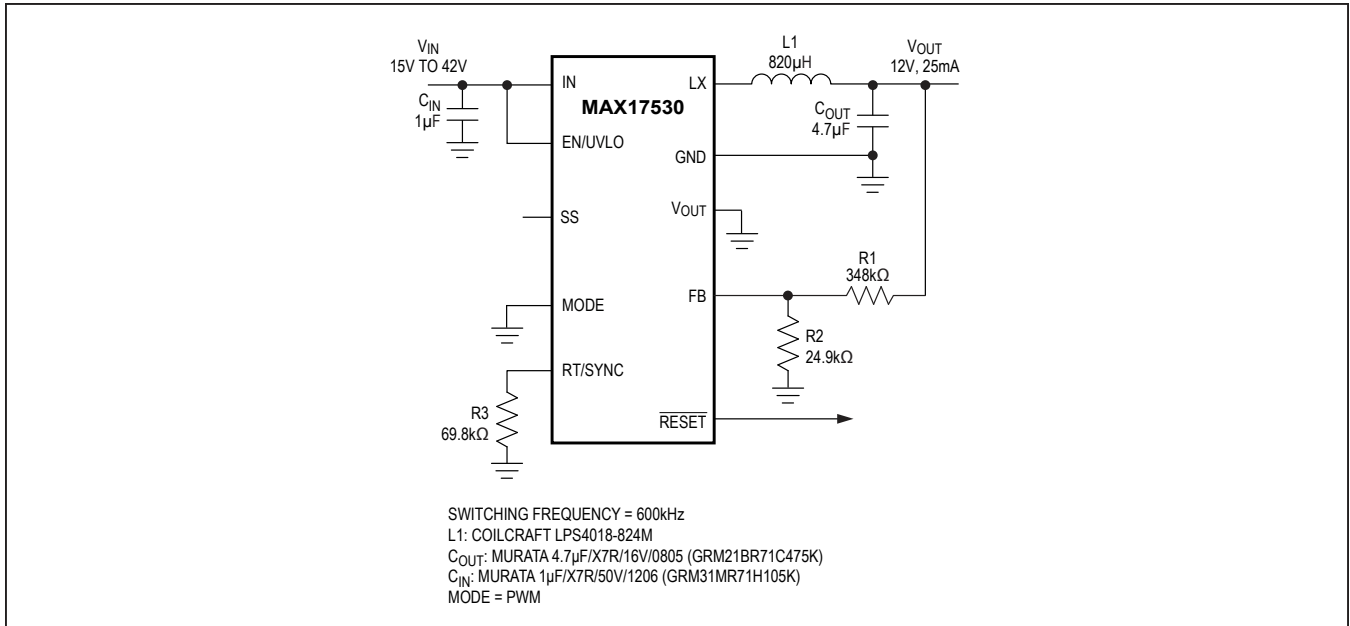 VIN
15V TO 42V
CIN
1µF
IN
EN/UVLO
SS
MODE
RT/SYNC
R3
69.8kΩ
MAX17530
LX
GND
VOUT
FB
RESET
L1
820µH
VOUT
12V, 25mA
COUT
4.7µF
R1
348kΩ
R2
24.9kΩ
SWITCHING FREQUENCY = 600kHz
L1: COILCRAFT LPS4018-824M
COUT: MURATA 4.7µF/X7R/16V/0805 (GRM21BR71C475K)
CIN: MURATA 1µF/X7R/50V/1206 (GRM31MR71H105K)
MODE = PWM